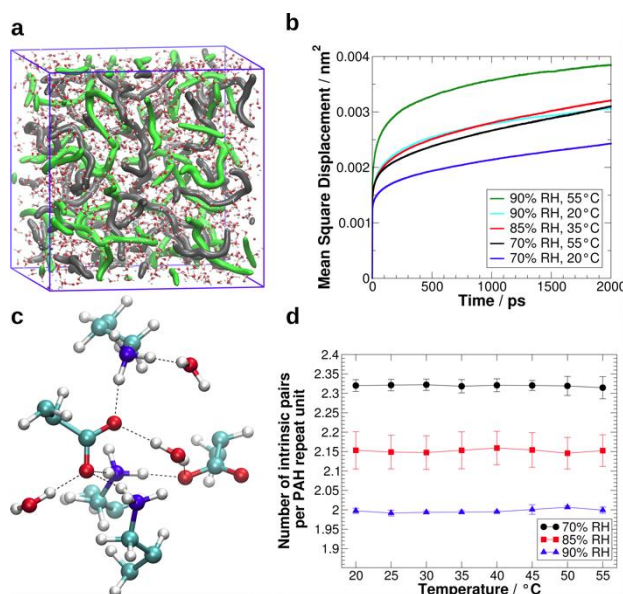 a
b
Mean Square Displacement / nm²
0.004
0.003
0.002
0.001
0
0
500
1000
1500
2000
Time / ps
90% RH, 55°C
90% RH, 20°C
85% RH, 35°C
70% RH, 55°C
70% RH, 20°C
c
d
Number of intrinsic pairs
per PAH repeat unit
2.4
2.35
2.3
2.25
2.2
2.15
2.1
2.05
2
1.95
1.9
20
25
30
35
40
45
50
55
Temperature / °C
70% RH
85% RH
90% RH